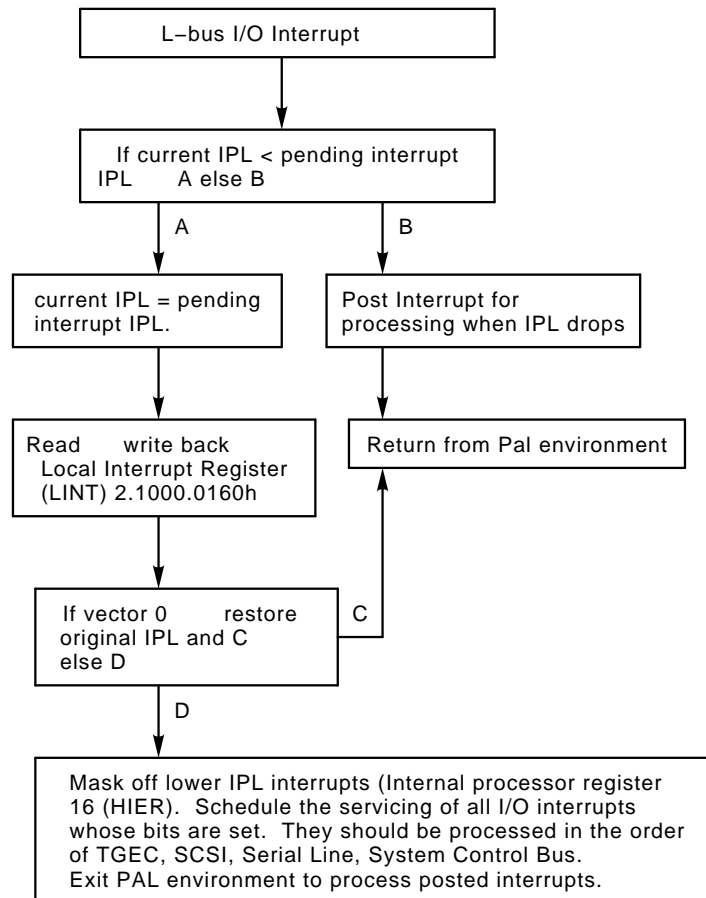 L−bus I/O Interrupt
If current IPL < pending interrupt
IPL A else B
A
B
current IPL = pending
interrupt IPL.
Post Interrupt for
processing when IPL drops
Read write back
Local Interrupt Register
(LINT) 2.1000.0160h
Return from Pal environment
If vector 0 restore
original IPL and C
else D
C
D
Mask off lower IPL interrupts (Internal processor register
16 (HIER). Schedule the servicing of all I/O interrupts
whose bits are set. They should be processed in the order
of TGEC, SCSI, Serial Line, System Control Bus.
Exit PAL environment to process posted interrupts.